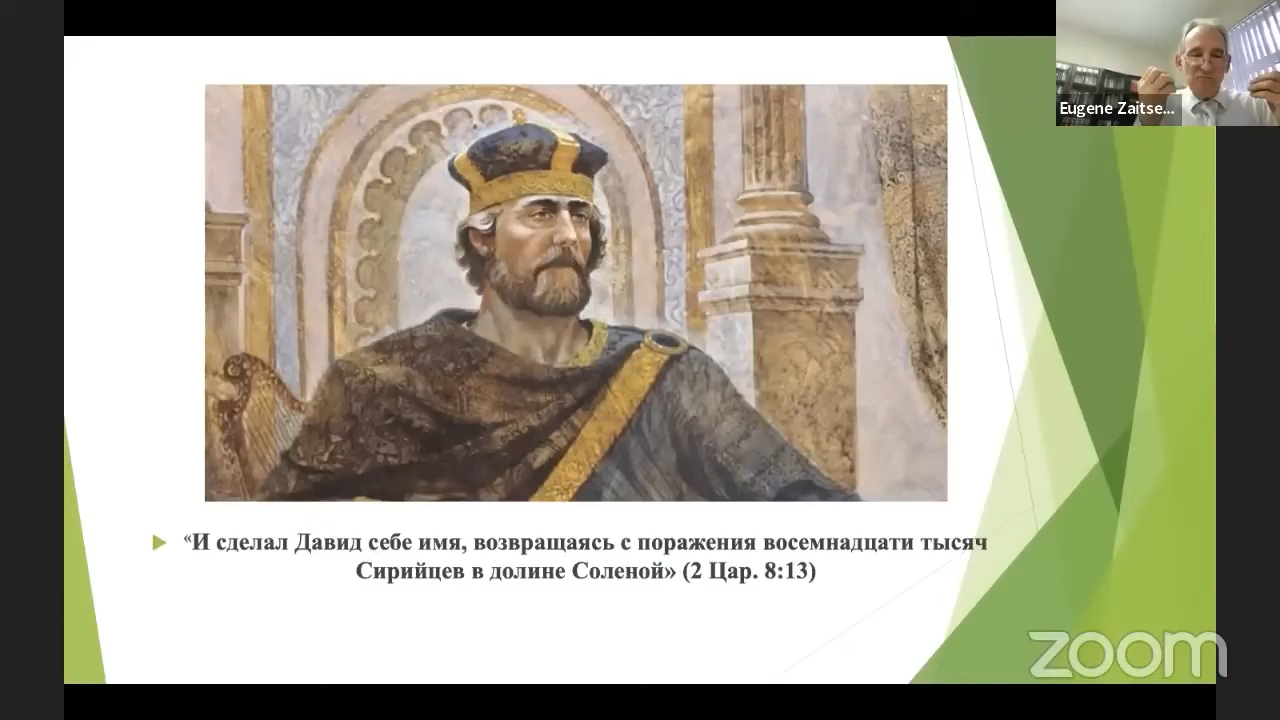 Eugene Zaitse...
“И сделал Давид себе имя, возвращаясь с поражения восемнадцати тысяч
Сирийцев в долине Соленой» (2 Цар. 8:13)
zoom